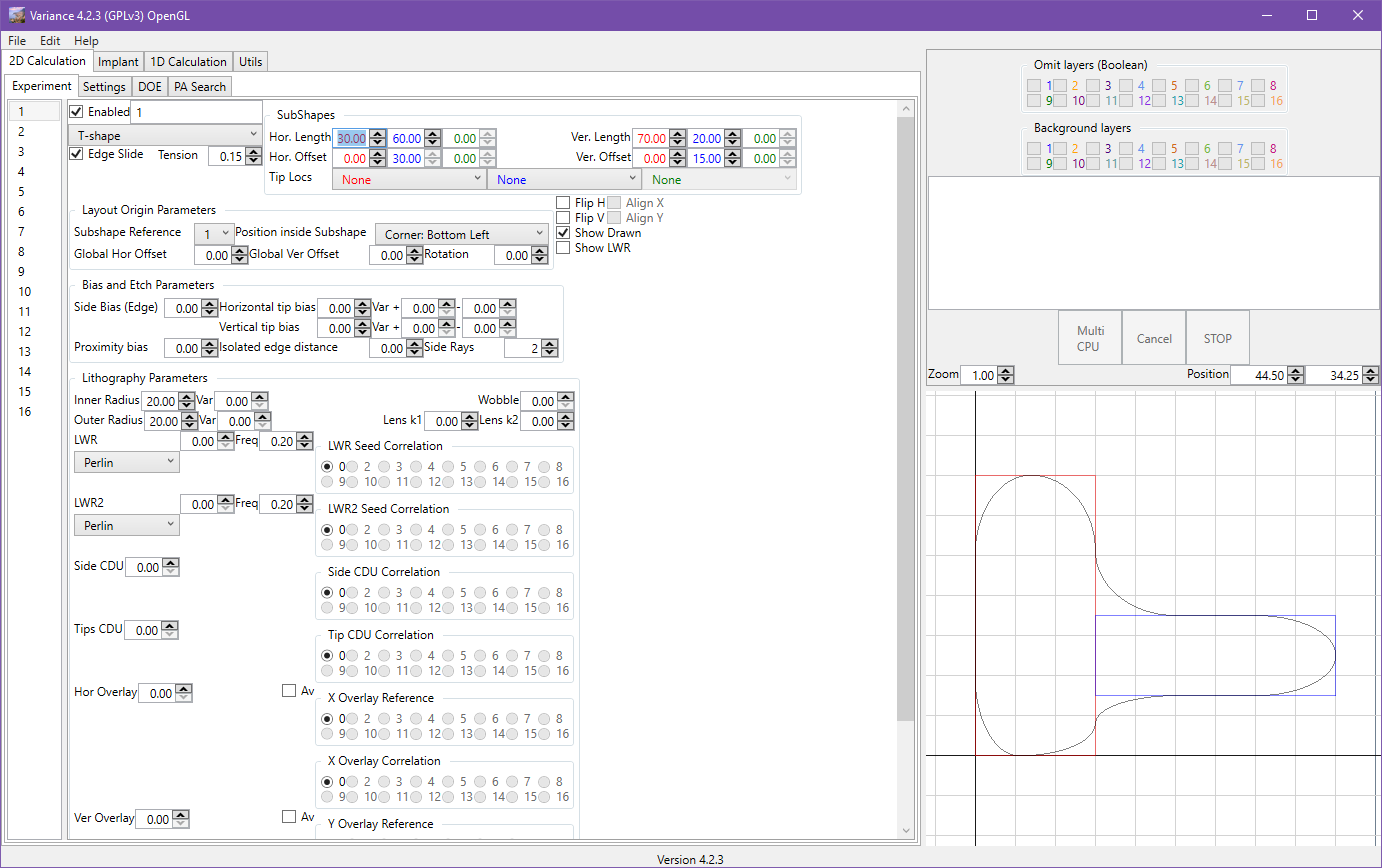 Variance 4.2.3 (GPLv3) OpenGL
File Edit Help
2D Calculation Implant 1D Calculation Utils
Experiment Settings DOE PA Search
1
2
3
4
5
6
7
8
9
10
11
12
13
14
15
16
Enabled 1
T-shape
Edge Slide Tension 0.15
SubShapes
Hor. Length 30.00 60.00 0.00 Ver. Length 70.00 20.00 0.00
Hor. Offset 0.00 30.00 0.00 Ver. Offset 0.00 15.00 0.00
Tip Locs None None None
Layout Origin Parameters
Subshape Reference 1 Position inside Subshape Corner: Bottom Left
Global Hor Offset 0.00 Global Ver Offset 0.00 Rotation 0.00
Flip H Align X
Flip V Align Y
Show Drawn
Show LWR
Bias and Etch Parameters
Side Bias (Edge) 0.00 Horizontal tip bias 0.00 Var + 0.00 - 0.00
Vertical tip bias 0.00 Var + 0.00 - 0.00
Proximity bias 0.00 Isolated edge distance 0.00 Side Rays 2
Lithography Parameters
Inner Radius 20.00 Var 0.00 Wobble 0.00
Outer Radius 20.00 Var 0.00 Lens k1 0.00 Lens k2 0.00
LWR 0.00 Freq 0.20
Perlin
LWR Seed Correlation
0 2 3 4 5 6 7 8
9 10 11 12 13 14 15 16
LWR2 0.00 Freq 0.20
Perlin
LWR2 Seed Correlation
0 2 3 4 5 6 7 8
9 10 11 12 13 14 15 16
Side CDU 0.00
Side CDU Correlation
0 2 3 4 5 6 7 8
9 10 11 12 13 14 15 16
Tips CDU 0.00
Tip CDU Correlation
0 2 3 4 5 6 7 8
9 10 11 12 13 14 15 16
Hor Overlay 0.00 Av
X Overlay Reference
0 2 3 4 5 6 7 8
9 10 11 12 13 14 15 16
X Overlay Correlation
0 2 3 4 5 6 7 8
9 10 11 12 13 14 15 16
Ver Overlay 0.00 Av
Y Overlay Reference
Omit layers (Boolean)
1 2 3 4 5 6 7 8
9 10 11 12 13 14 15 16
Background layers
1 2 3 4 5 6 7 8
9 10 11 12 13 14 15 16
Multi
CPU
Cancel
STOP
Zoom 1.00 Position 44.50 34.25
Version 4.2.3